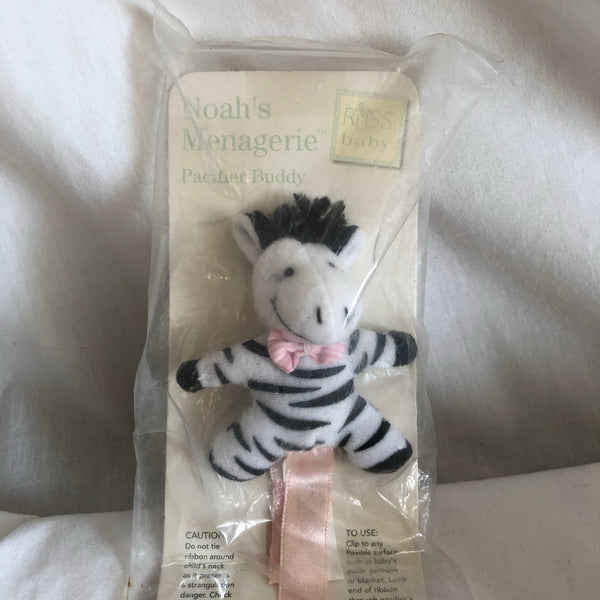 Noah's
Menagerie™
Pacifier Buddy
RUSS
baby
CAUTION
Do not tie
ribbon around
child's neck
as it presents
a strangulation
danger. Check
TO USE:
Clip to any
flexible surface
such as baby's
outer garment
or blanket. Loop
end of ribbon
through pacifier's